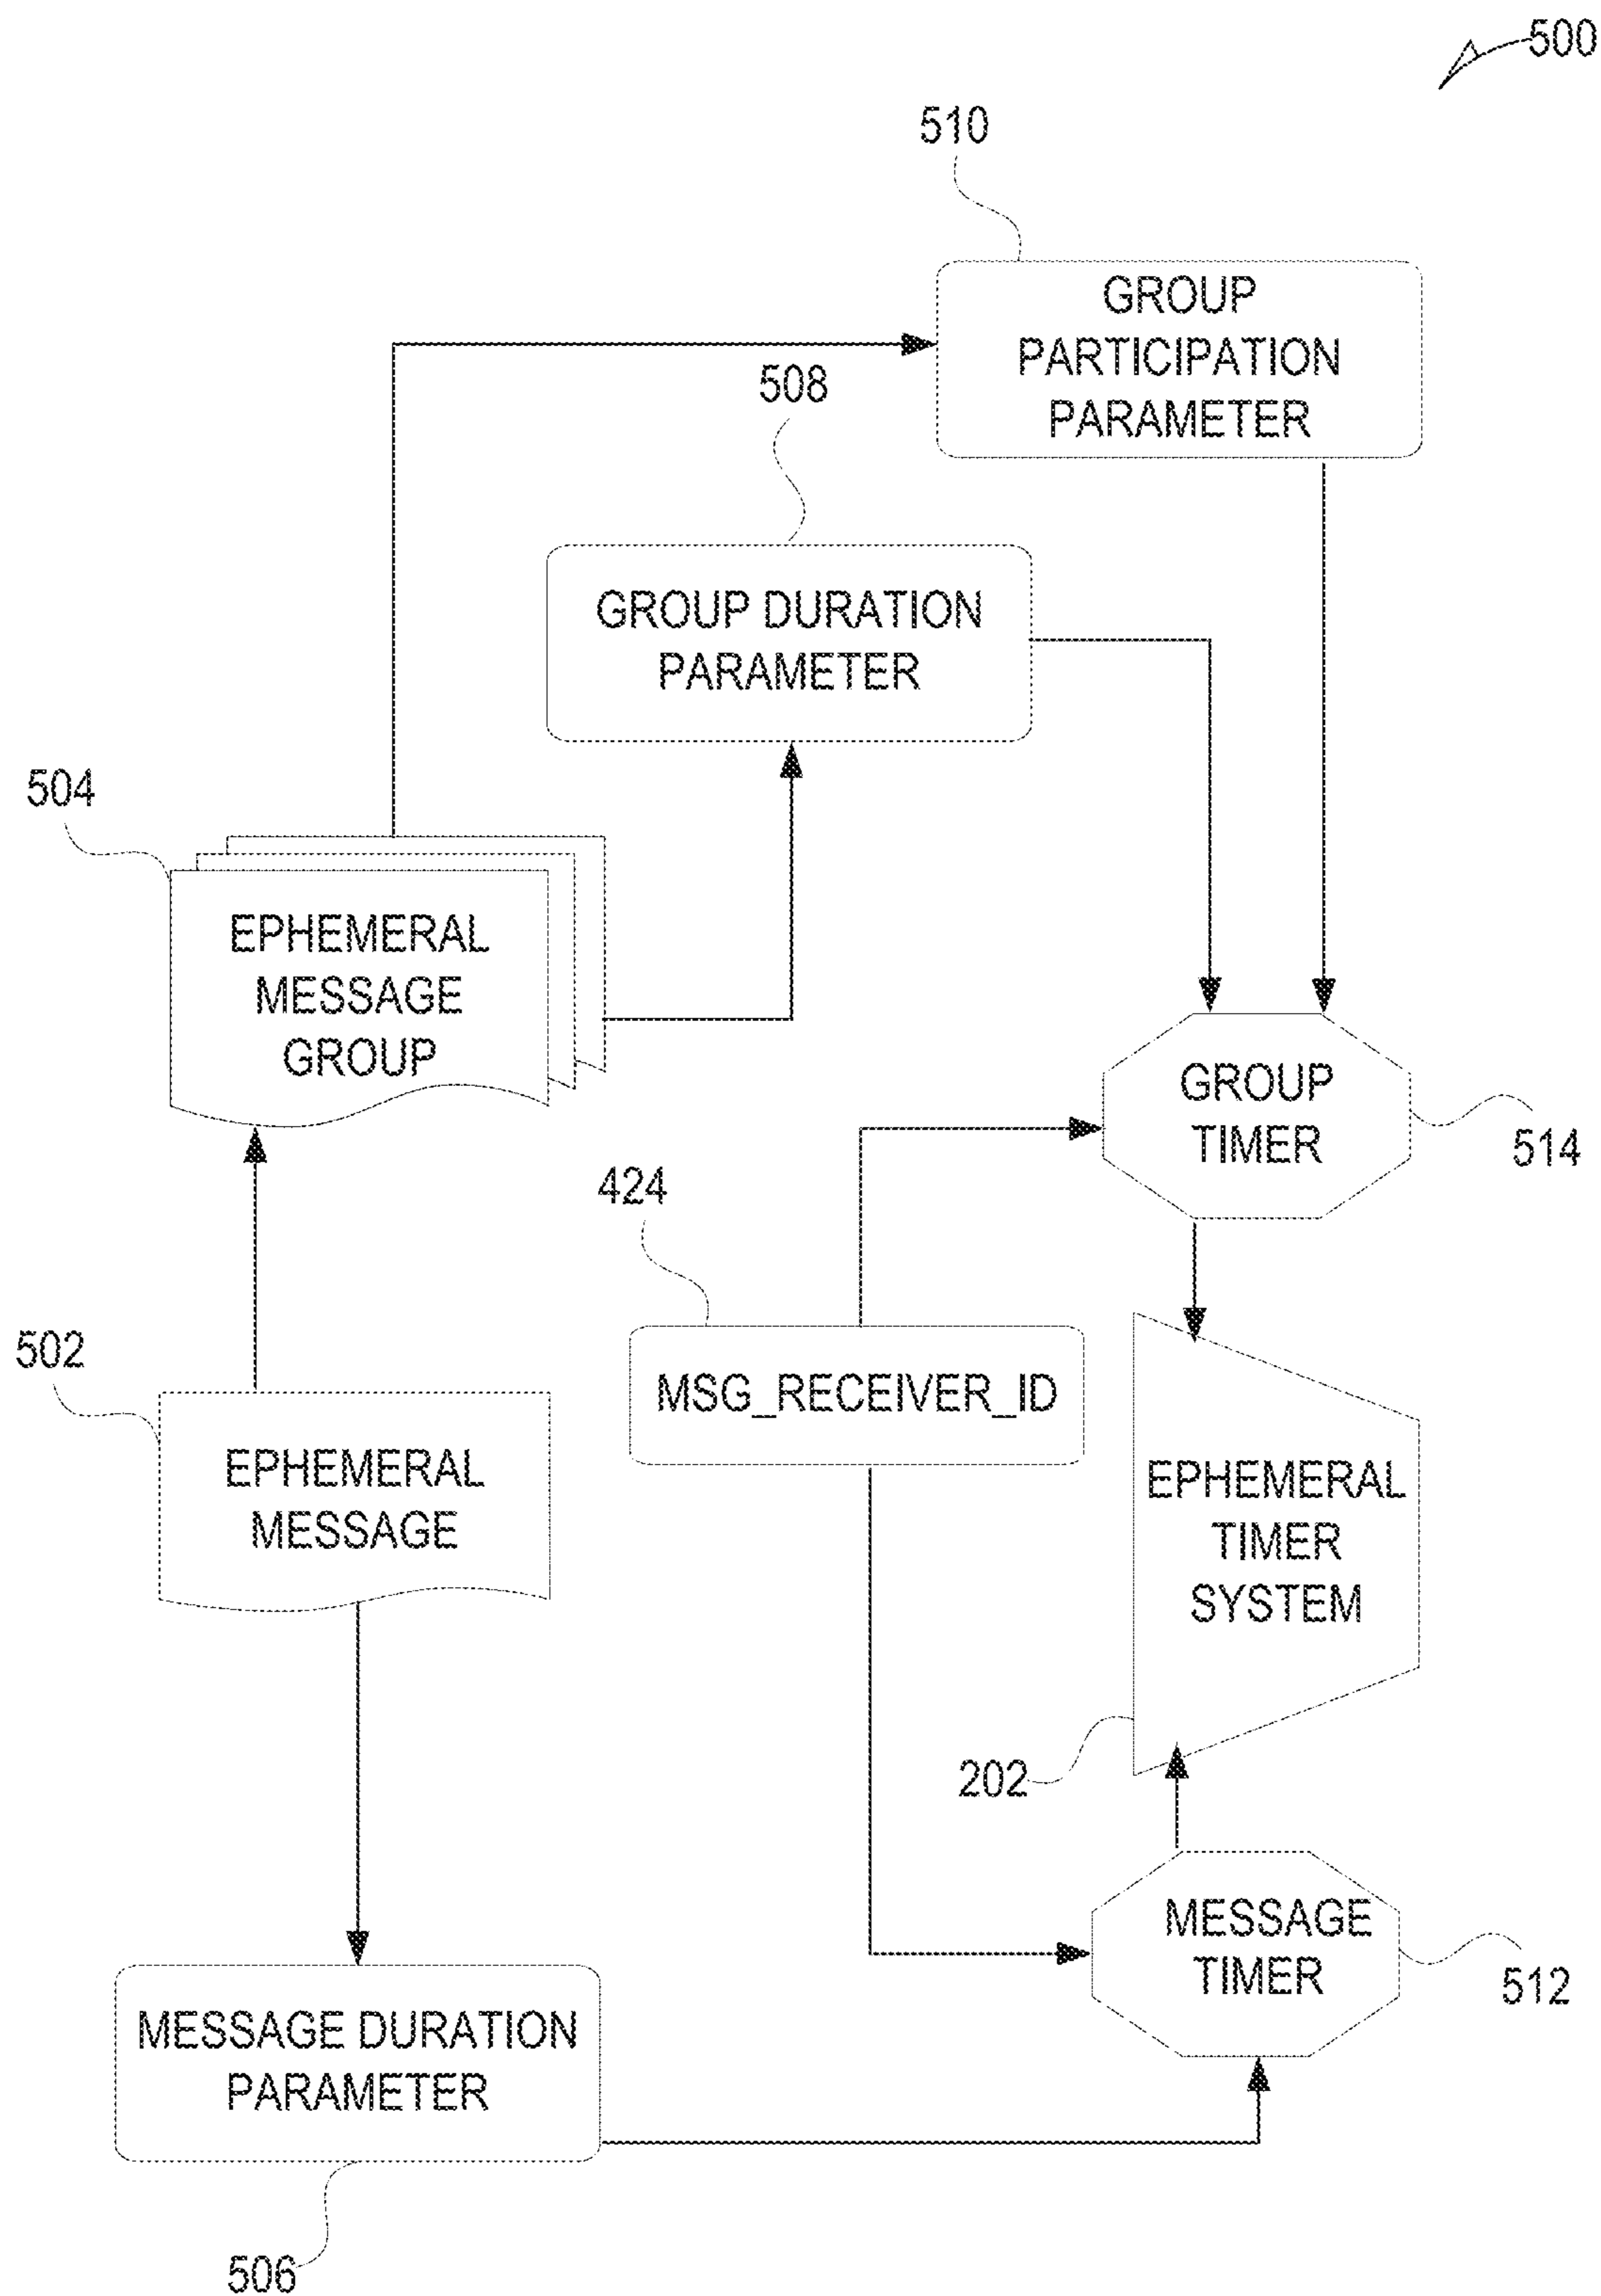 500
510
GROUP
PARTICIPATION
PARAMETER
508
GROUP DURATION
PARAMETER
504
EPHEMERAL
MESSAGE
GROUP
GROUP
TIMER
514
424
MSG_RECEIVER_ID
502
EPHEMERAL
MESSAGE
EPHEMERAL
TIMER
SYSTEM
202
MESSAGE
TIMER
512
MESSAGE DURATION
PARAMETER
506